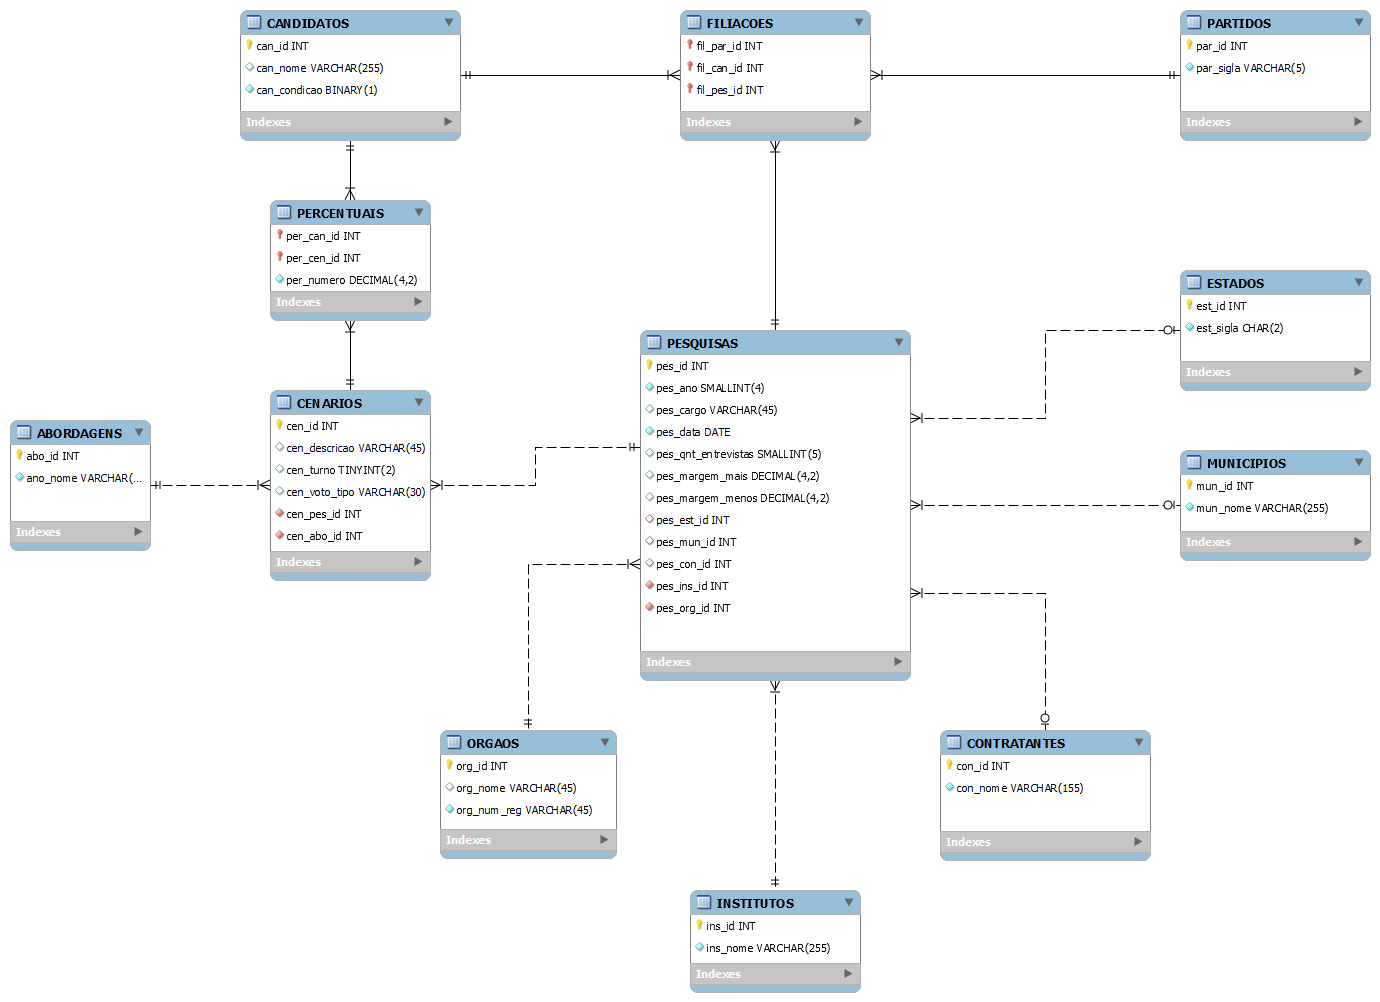 CANDIDATOS
can_id INT
can_nome VARCHAR(255)
can_condicao BINARY(1)
Indexes
FILIACOES
fil_par_id INT
fil_can_id INT
fil_pes_id INT
Indexes
PARTIDOS
par_id INT
par_sigla VARCHAR(5)
Indexes
PERCENTUAIS
per_can_id INT
per_cen_id INT
per_numero DECIMAL(4,2)
Indexes
ESTADOS
est_id INT
est_sigla CHAR(2)
Indexes
PESQUISAS
pes_id INT
pes_ano SMALLINT(4)
pes_cargo VARCHAR(45)
pes_data DATE
pes_qnt_entrevistas SMALLINT(5)
pes_margem_mais DECIMAL(4,2)
pes_margem_menos DECIMAL(4,2)
pes_est_id INT
pes_mun_id INT
pes_con_id INT
pes_ins_id INT
pes_org_id INT
Indexes
CENARIOS
cen_id INT
cen_descricao VARCHAR(45)
cen_turno TINYINT(2)
cen_voto_tipo VARCHAR(30)
cen_pes_id INT
cen_abo_id INT
Indexes
ABORDAGENS
abo_id INT
ano_nome VARCHAR(...
Indexes
MUNICIPIOS
mun_id INT
mun_nome VARCHAR(255)
Indexes
ORGAOS
org_id INT
org_nome VARCHAR(45)
org_num_reg VARCHAR(45)
Indexes
CONTRATANTES
con_id INT
con_nome VARCHAR(155)
Indexes
INSTITUTOS
ins_id INT
ins_nome VARCHAR(255)
Indexes